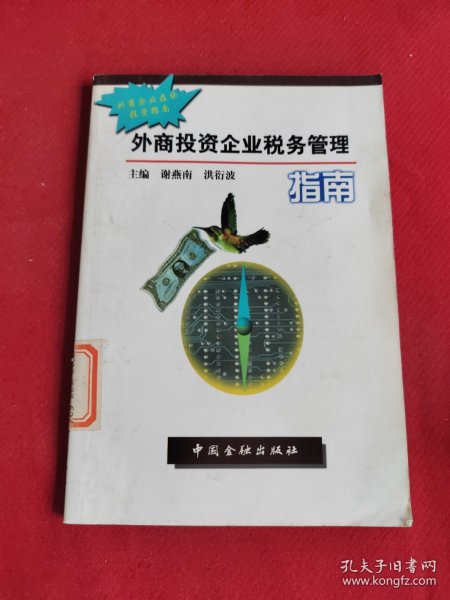 外商企业在华
投资指南
外商投资企业税务管理
指南
主编 谢燕南 洪衍波
中国金融出版社
孔夫子旧书网
www.kongfz.com